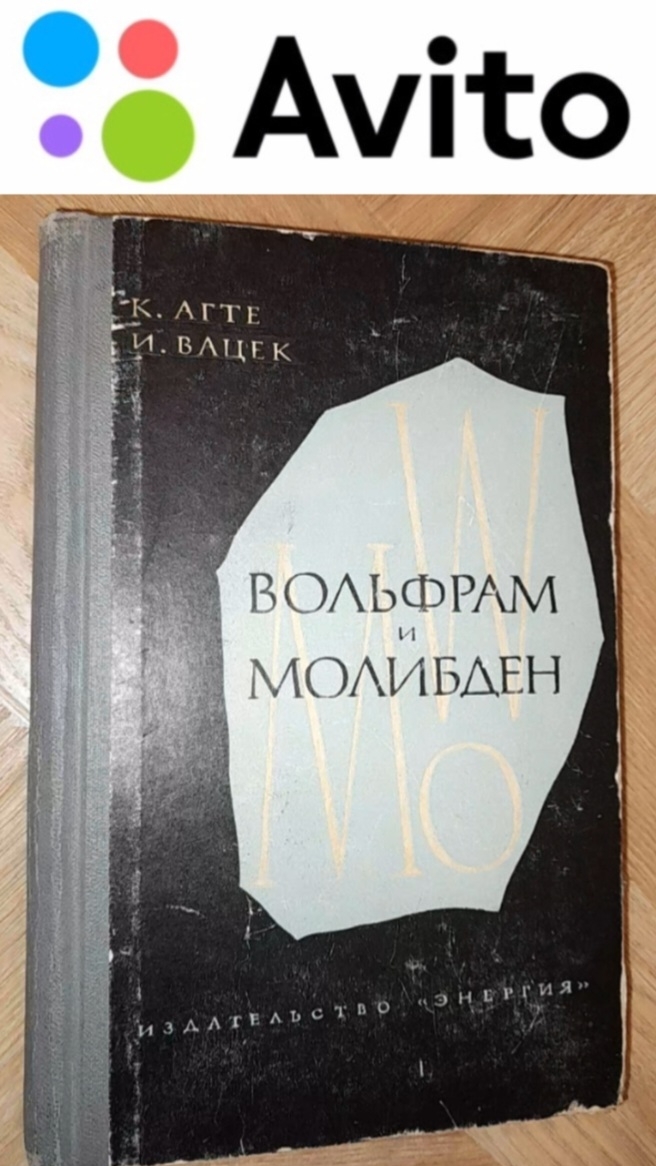 Avito
К. АГТЕ
И. ВАЦЕК
W
ВОЛЬФРАМ
и
МОЛИБДЕН
Mo
ИЗДАТЕЛЬСТВО «ЭНЕРГИЯ»